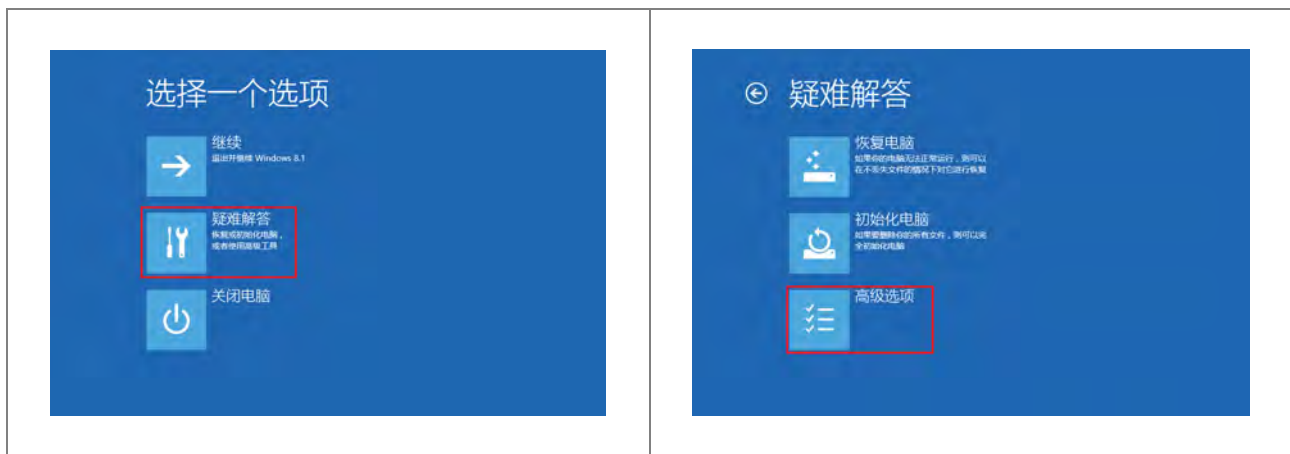 选择一个选项
继续
退出并继续 Windows 8.1
疑难解答
恢复或初始化电脑，
或者使用高级工具
关闭电脑
疑难解答
恢复电脑
如果你的电脑无法正常运行，则可以
在不丢失文件的情况下对它进行恢复
初始化电脑
如果要删除你的所有文件，则可以完
全初始化电脑
高级选项